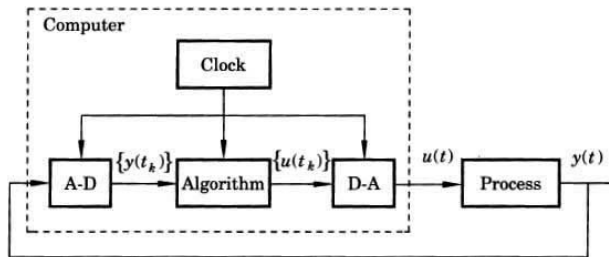 Computer
Clock
{y(t_k)} {u(t_k)} u(t) y(t)
A-D Algorithm D-A Process